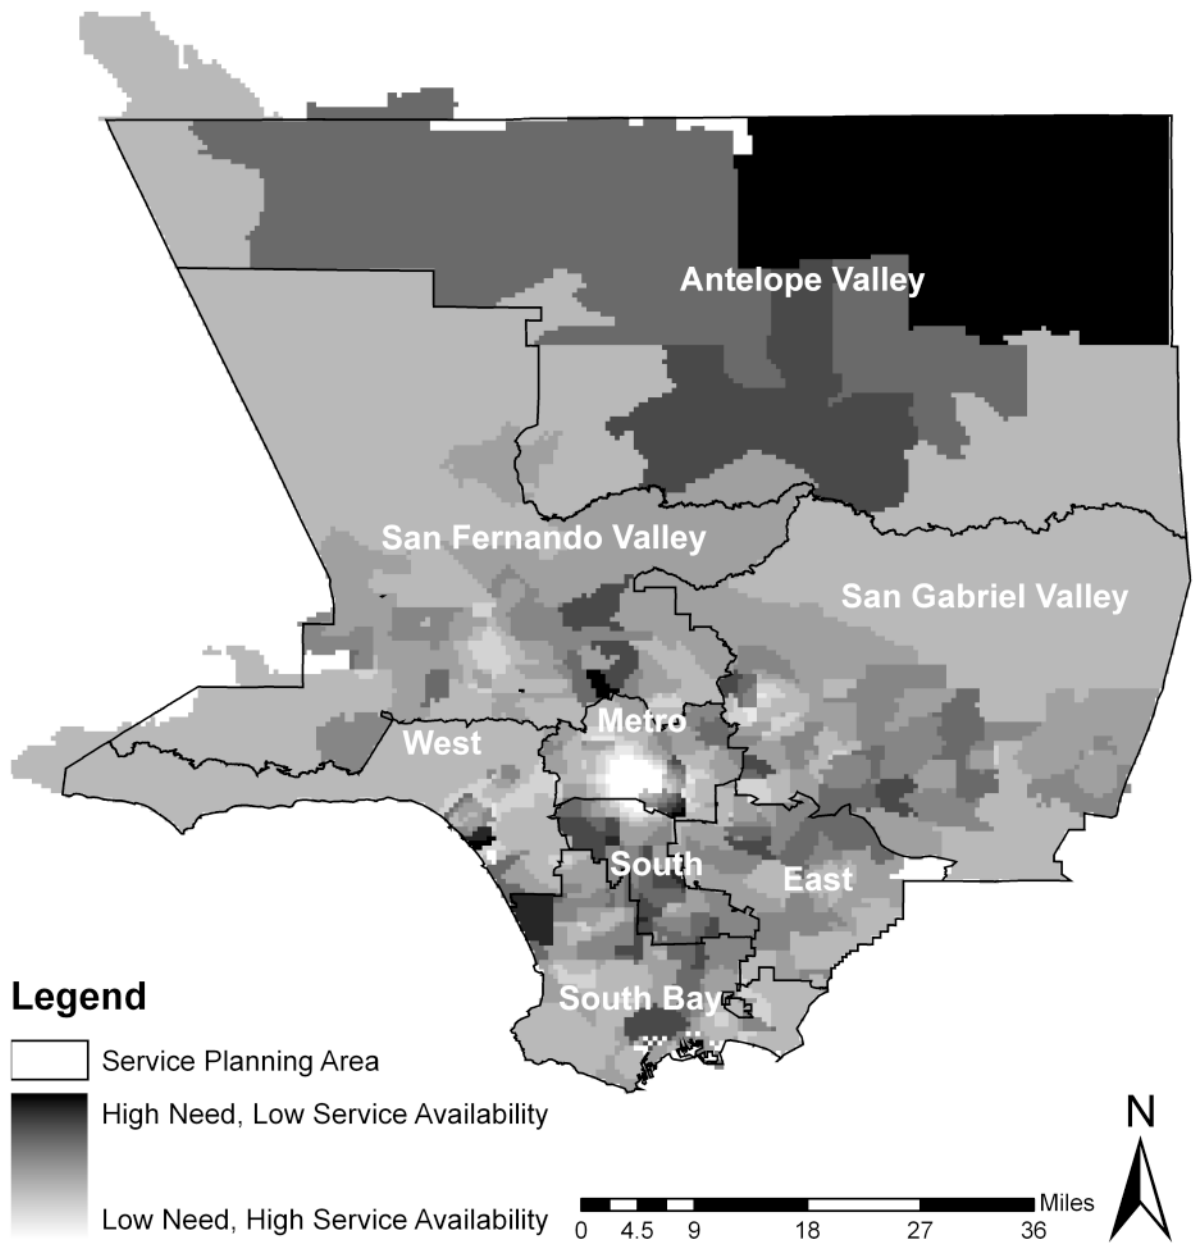 Antelope Valley
San Fernando Valley
San Gabriel Valley
Metro
West
South
East
South Bay
Legend
Service Planning Area
High Need, Low Service Availability
Low Need, High Service Availability
N
Miles
0 4.5 9 18 27 36